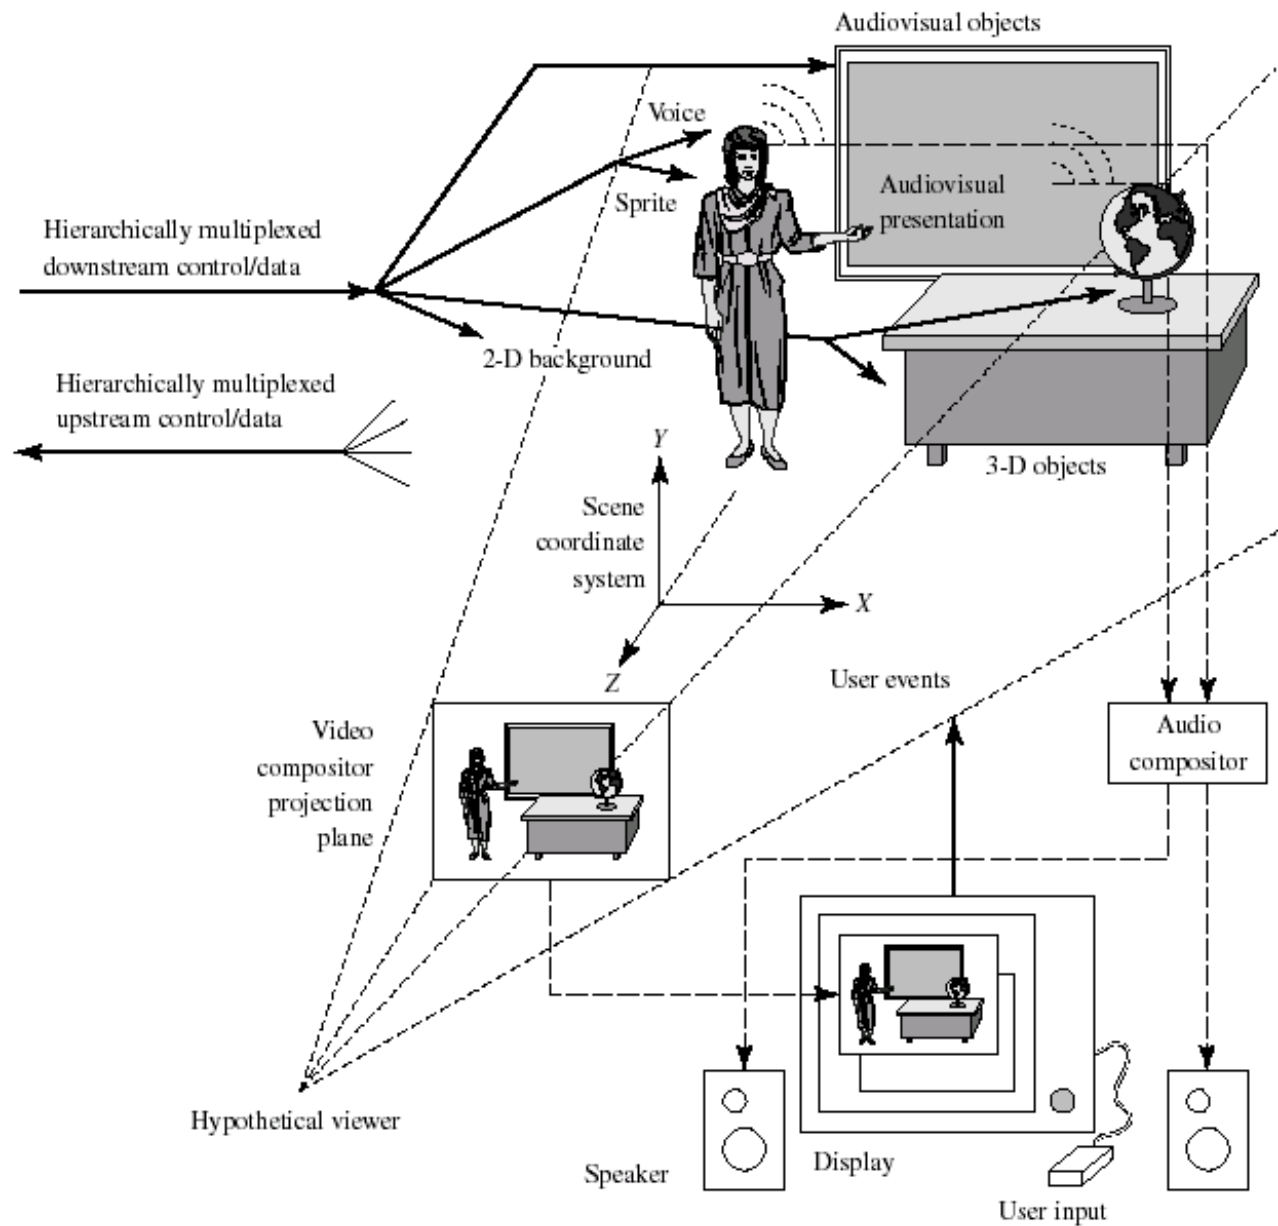 Audiovisual objects
Voice
Sprite
Audiovisual
presentation
Hierarchically multiplexed
downstream control/data
2-D background
Hierarchically multiplexed
upstream control/data
3-D objects
Y
Scene
coordinate
system
X
Z
User events
Video
compositor
projection
plane
Audio
compositor
Hypothetical viewer
Speaker
Display
User input